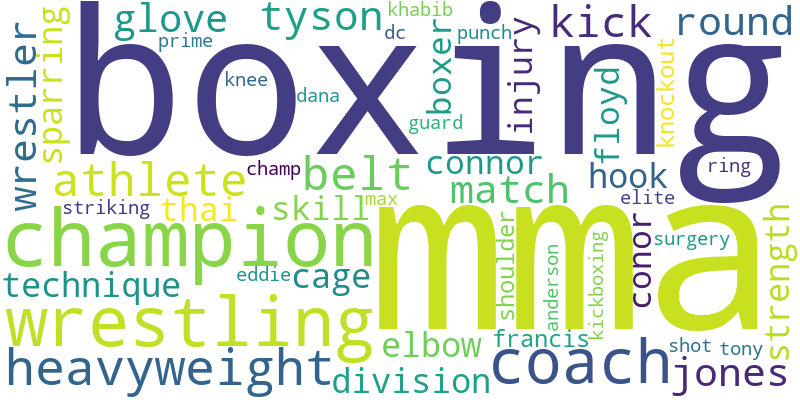 boxing
mma
champion
wrestling
heavyweight
coach
tyson
kick
round
glove
khabib
prime
dc
punch
wrestler
sparring
knee
dana
boxer
guard
injury
floyd
knockout
athlete
champ
belt
connor
hook
ring
elite
match
striking
thai
skill
max
shoulder
anderson
kickboxing
conor
surgery
strength
technique
eddie
cage
elbow
francis
shot
tony
division
jones